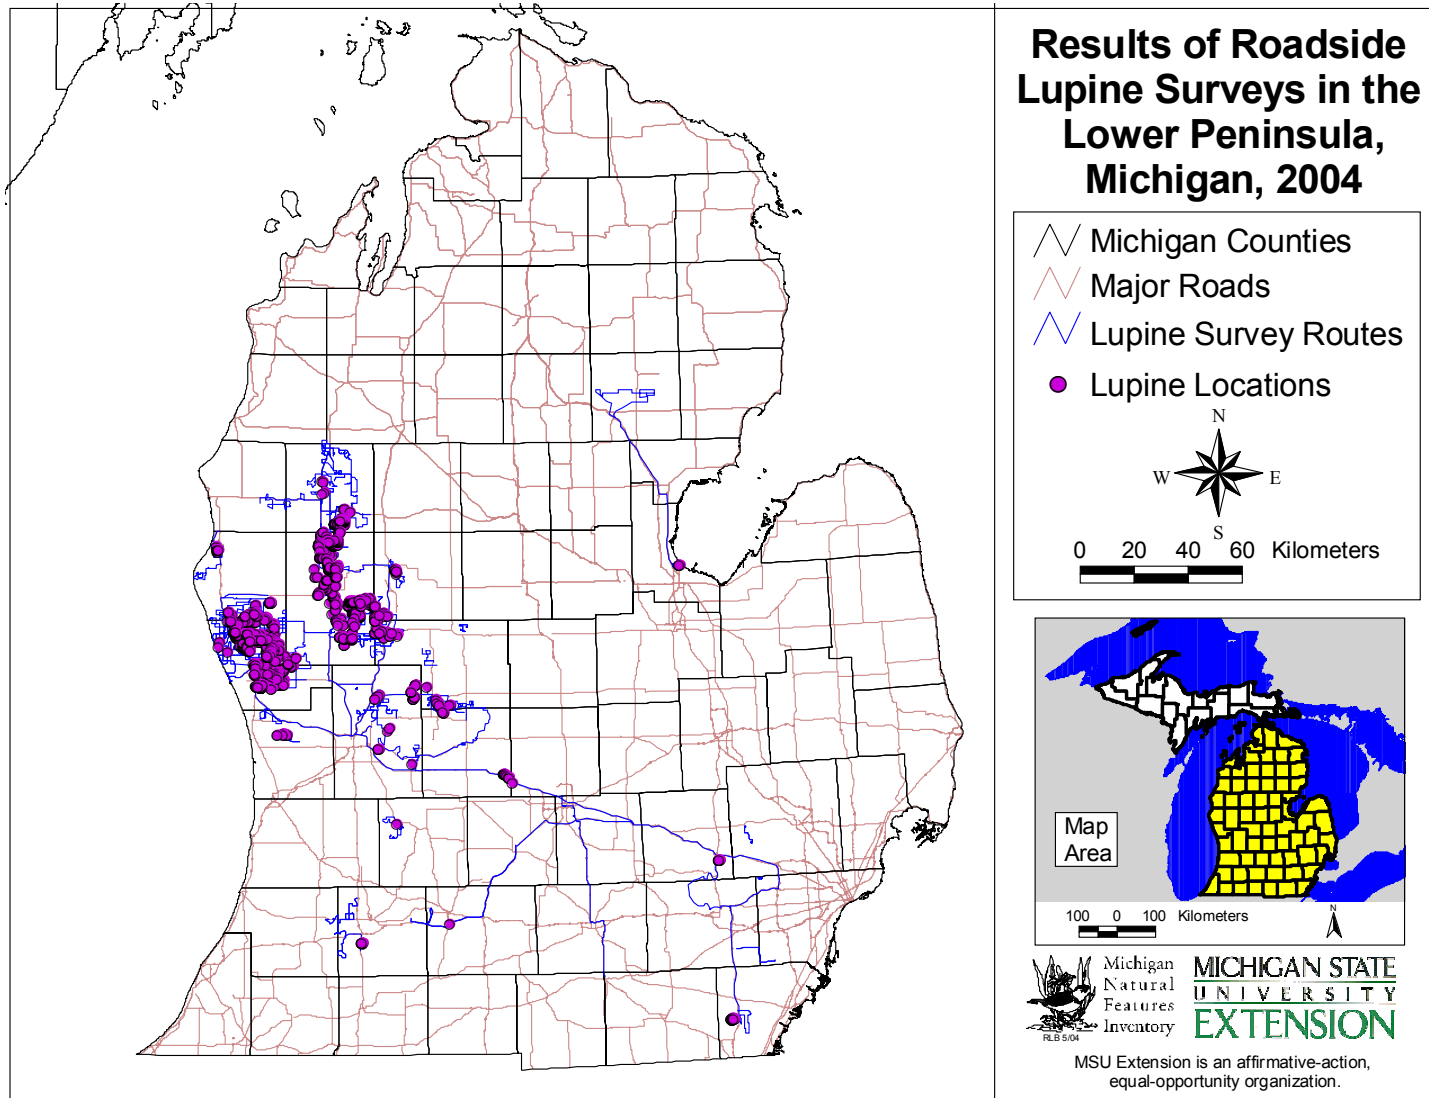 Results of Roadside
Lupine Surveys in the
Lower Peninsula,
Michigan, 2004
Michigan Counties
Major Roads
Lupine Survey Routes
Lupine Locations
N
W E
S
0 20 40 60 Kilometers
Map
Area
100 0 100 Kilometers
N
Michigan
Natural
Features
Inventory
RLB 5/04
MICHIGAN STATE
UNIVERSITY
EXTENSION
MSU Extension is an affirmative-action,
equal-opportunity organization.